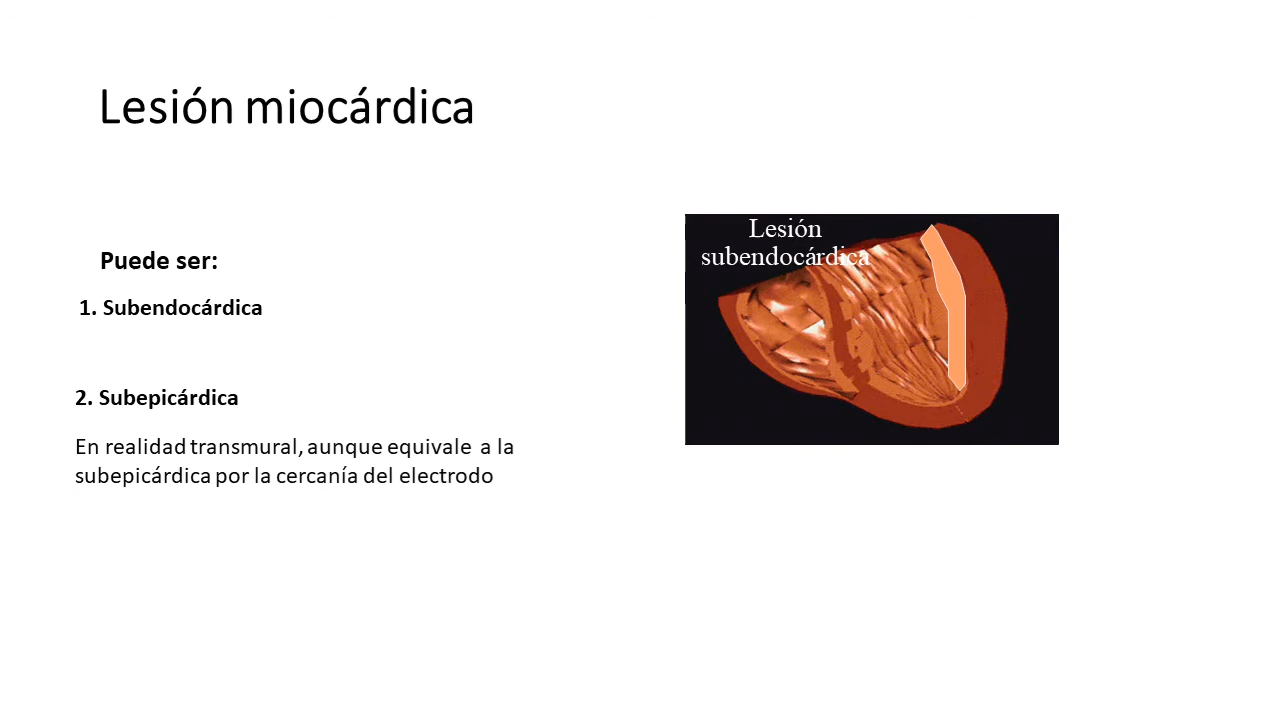 Lesión miocárdica
Puede ser:
1. Subendocárdica
2. Subepicárdica
En realidad transmural, aunque equivale a la
subepicárdica por la cercanía del electrodo
Lesión
subendocárdica